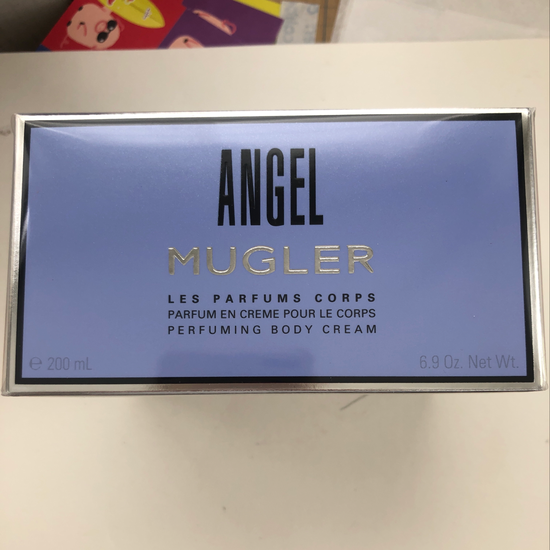 ANGEL
MUGLER
LES PARFUMS CORPS
PARFUM EN CREME POUR LE CORPS
PERFUMING BODY CREAM
℮ 200 mL
6.9 Oz. Net Wt.